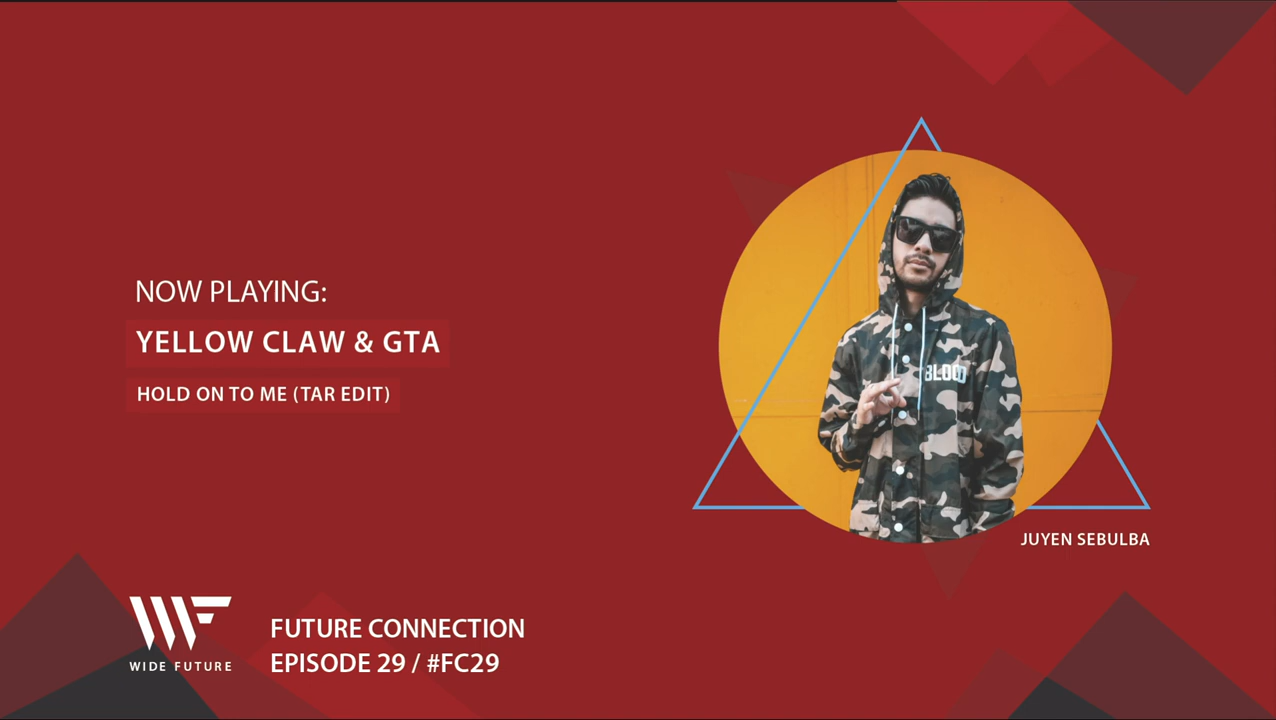 NOW PLAYING:
YELLOW CLAW & GTA
HOLD ON TO ME (TAR EDIT)
BLOOD
JUYEN SEBULBA
WF
WIDE FUTURE
FUTURE CONNECTION
EPISODE 29 / #FC29